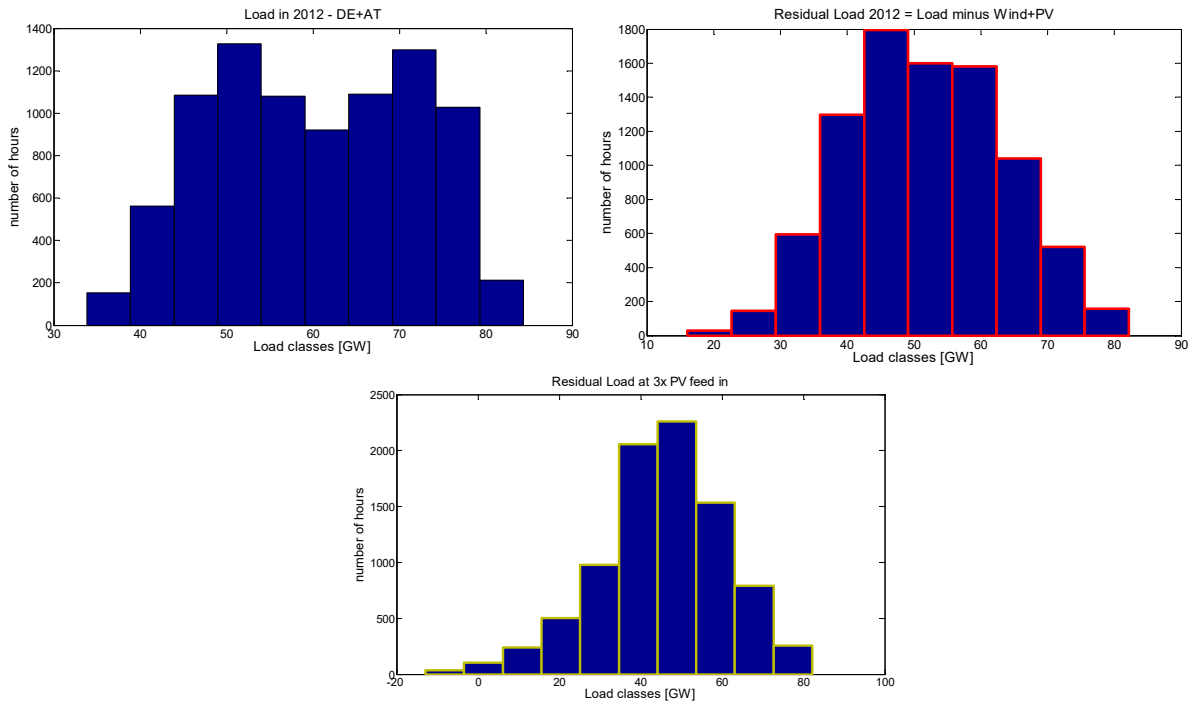 Load in 2012 - DE+AT
1400
1200
1000
800
600
400
200
0
number of hours
30 40 50 60 70 80 90
Load classes [GW]
Residual Load 2012 = Load minus Wind+PV
1800
1600
1400
1200
1000
800
600
400
200
0
number of hours
10 20 30 40 50 60 70 80 90
Load classes [GW]
Residual Load at 3x PV feed in
2500
2000
1500
1000
500
0
number of hours
-20 0 20 40 60 80 100
Load classes [GW]